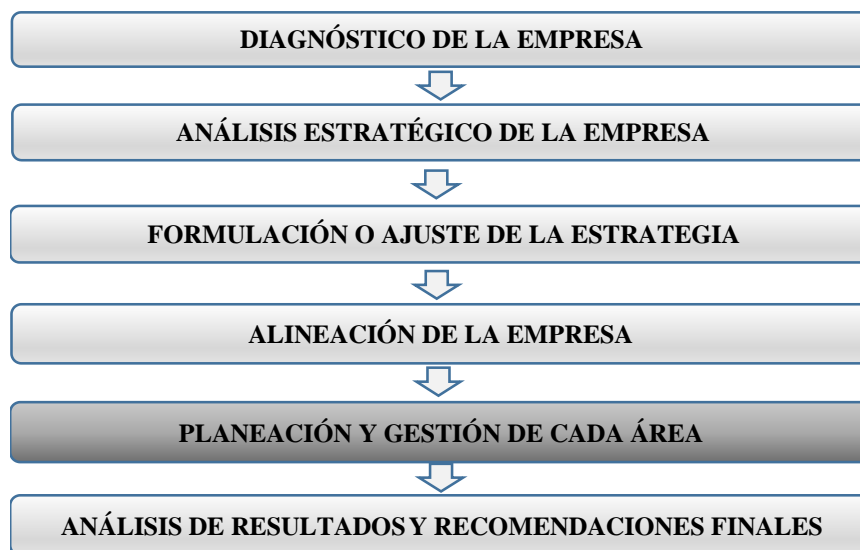 DIAGNÓSTICO DE LA EMPRESA
ANÁLISIS ESTRATÉGICO DE LA EMPRESA
FORMULACIÓN O AJUSTE DE LA ESTRATEGIA
ALINEACIÓN DE LA EMPRESA
PLANEACIÓN Y GESTIÓN DE CADA ÁREA
ANÁLISIS DE RESULTADOS Y RECOMENDACIONES FINALES